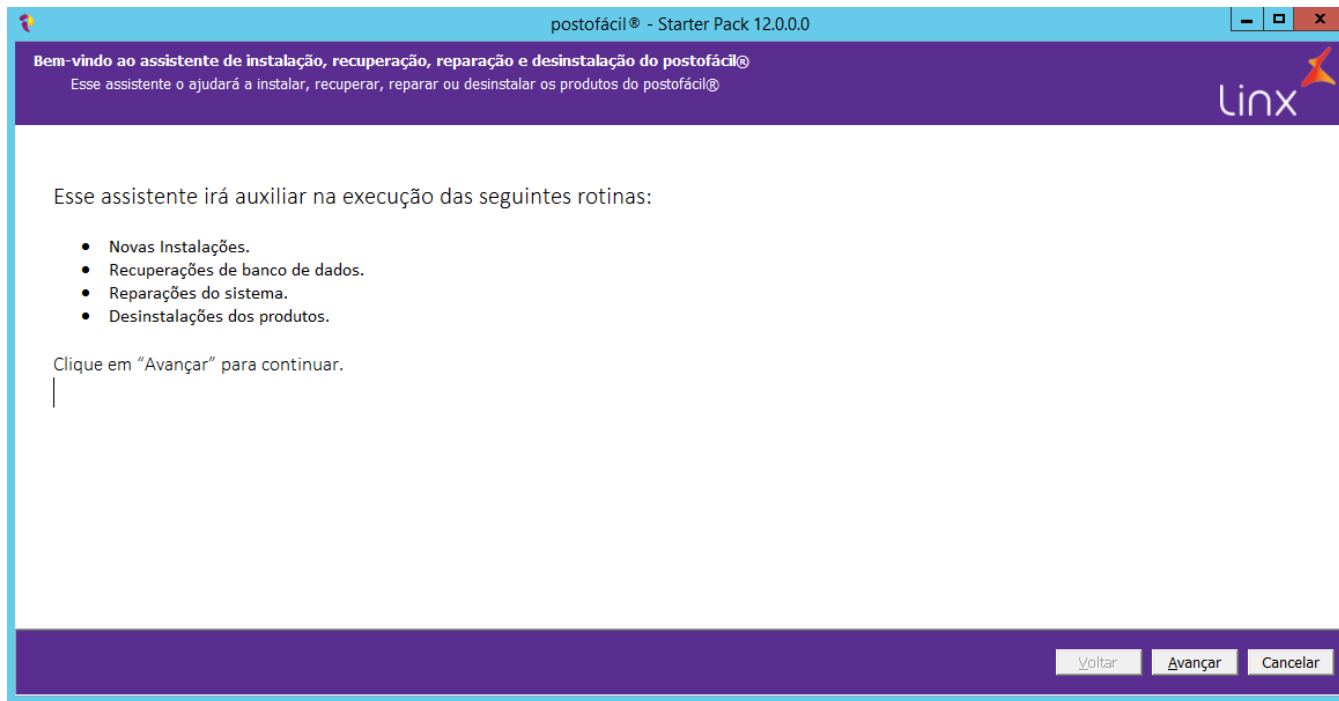 postofácil® - Starter Pack 12.0.0.0
Bem-vindo ao assistente de instalação, recuperação, reparação e desinstalação do postofácil®
Esse assistente o ajudará a instalar, recuperar, reparar ou desinstalar os produtos do postofácil®
Linx
Esse assistente irá auxiliar na execução das seguintes rotinas:
• Novas Instalações.
• Recuperações de banco de dados.
• Reparações do sistema.
• Desinstalações dos produtos.
Clique em “Avançar” para continuar.
Voltar Avançar Cancelar